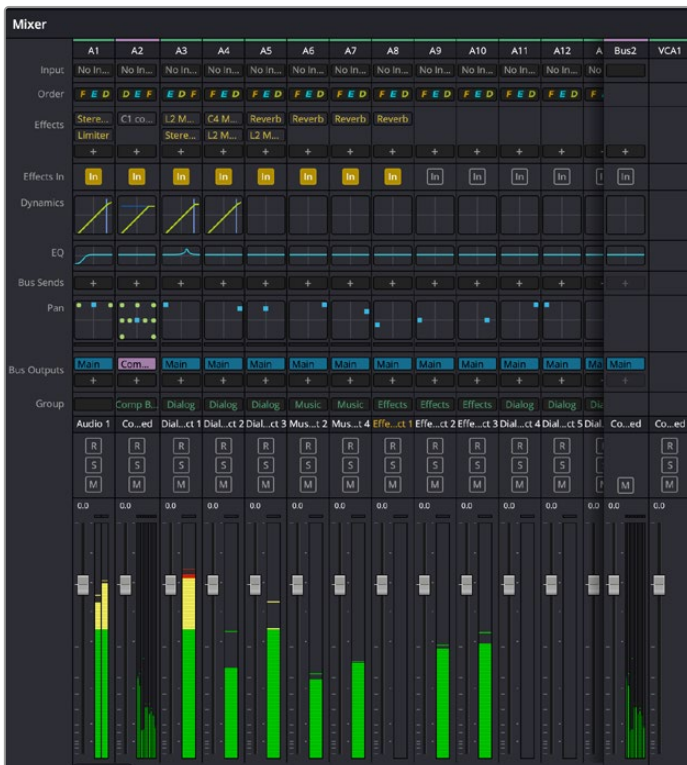 Mixer
A1 A2 A3 A4 A5 A6 A7 A8 A9 A10 A11 A12 A Bus2 VCA1
Input No In... No In... No In... No In... No In... No In... No In... No In... No In... No In... No In... No In... No
Order F E D D E F E D F F E D F E D F E D F E D F E D F E D F E D F E D F E D F E
Effects Stere... C1 co... L2 M... C4 M... Reverb Reverb Reverb Reverb
Limiter Stere... L2 M... L2 M...
+ + + + + + + + + + + + +
Effects In In In In In In In In In In In In In In
Dynamics
EQ
Bus Sends + + + + + + + + + + + + +
Pan
Bus Outputs Main Com... Main Main Main Main Main Main Main Main Main Main Ma Main
+ + + + + + + + + + + + +
Group Comp B... Dialog Dialog Dialog Music Music Effects Effects Effects Dialog Dialog Dia
Audio 1 Co...ed Dial...ct 1 Dial...ct 2 Dial...ct 3 Mus...t 2 Mus...t 4 Effe...ct 1 Effe...ct 2 Effe...ct 3 Dial...ct 4 Dial...ct 5 Dial. Co...ed Co...ed
R R R R R R R R R R R R R
S S S S S S S S S S S S S
M M M M M M M M M M M M M M
0.0 0.0 0.0 0.0 0.0 0.0 0.0 0.0 0.0 0.0 0.0 0.0 0.0 0.0 0.0